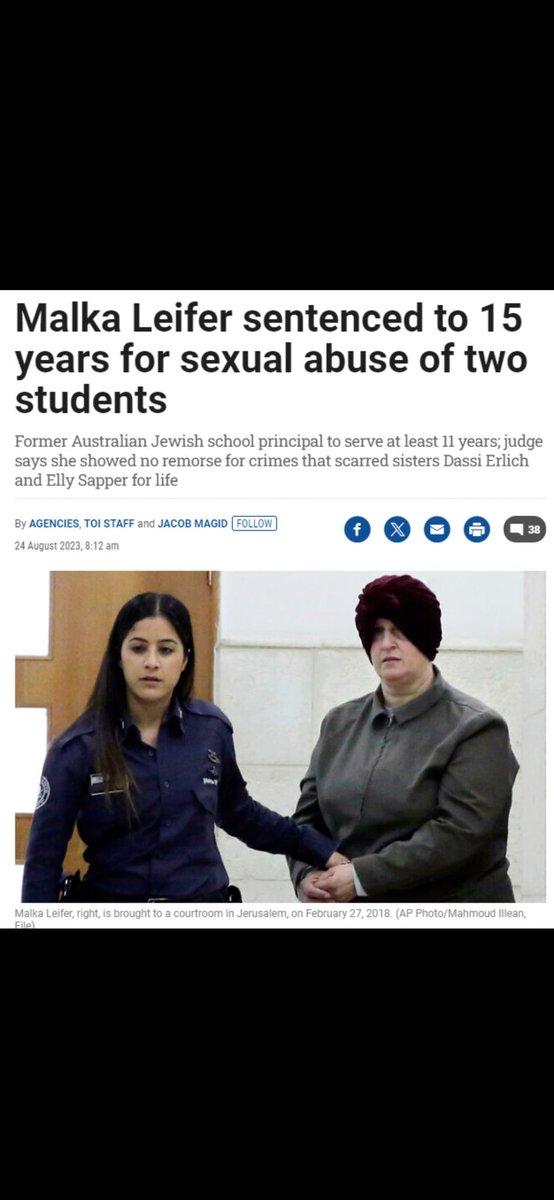 Malka Leifer sentenced to 15
years for sexual abuse of two
students
Former Australian Jewish school principal to serve at least 11 years; judge
says she showed no remorse for crimes that scarred sisters Dassi Erlich
and Elly Sapper for life
By AGENCIES, TOI STAFF and JACOB MAGID FOLLOW
24 August 2023, 8:12 am
38
Malka Leifer, right, is brought to a courtroom in Jerusalem, on February 27, 2018. (AP Photo/Mahmoud Illean,
File)